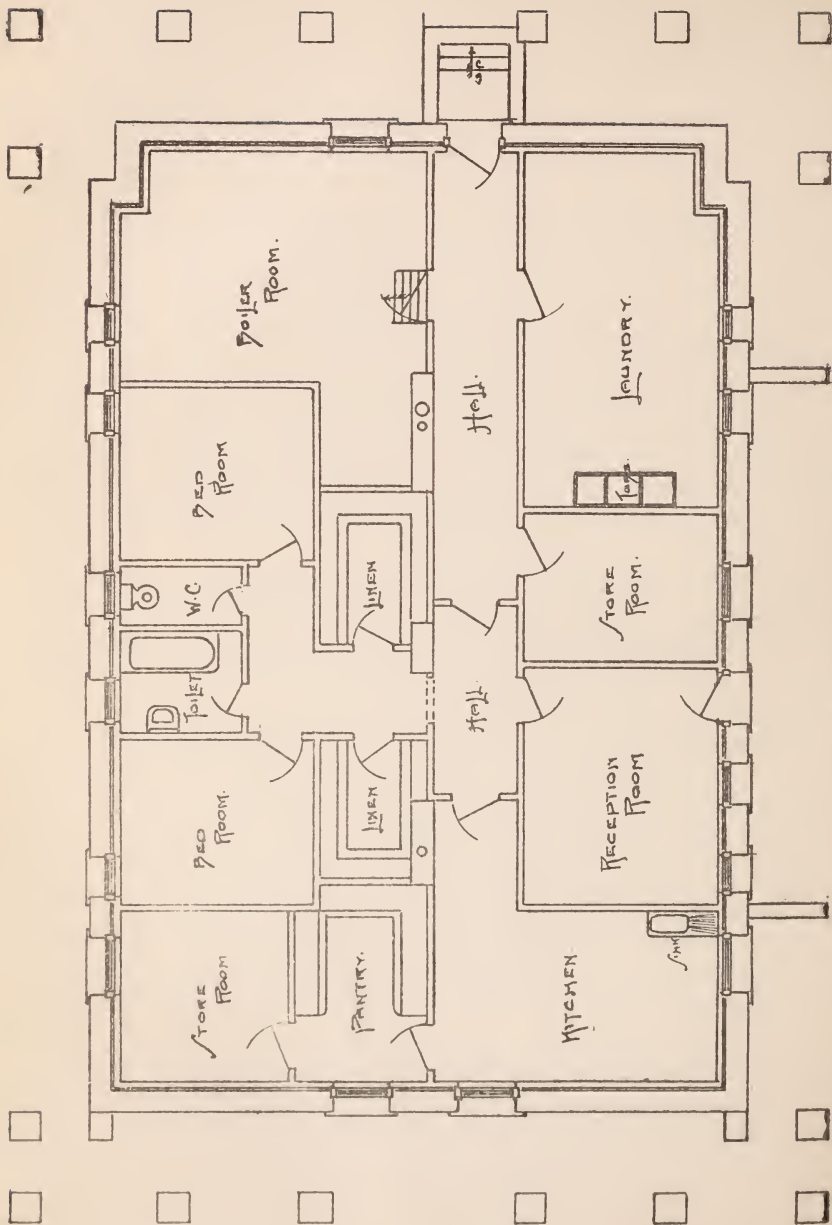 BOILER
ROOM.
BED
ROOM
W.C.
TOILET
BED
ROOM.
STORE
ROOM
LINEN
LINEN
PANTRY.
HALL.
HALL.
LAUNDRY.
STORE
ROOM.
RECEPTION
ROOM
KITCHEN.
SINK